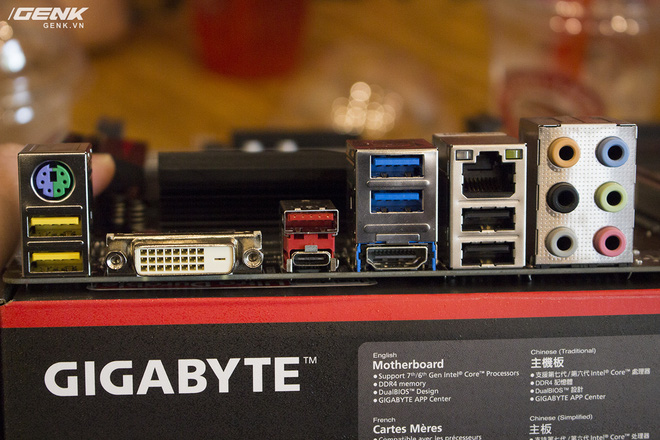 GENK
GENK.VN
GIGABYTE™
English
Motherboard
• Support 7th/6th Gen Intel® Core™ Processors
• DDR4 memory
• DualBIOS™ Design
• GIGABYTE APP Center
Chinese (Traditional)
主機板
• 支援第七代/第六代 Intel® Core™ 處理器
• DDR4 記憶體
• DualBIOS™ 設計
• GIGABYTE APP Center
French
Cartes Mères
• Compatible avec les précesseurs
Chinese (Simplified)
主板